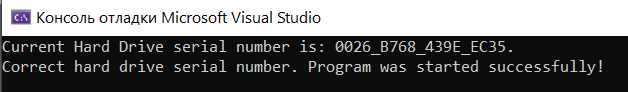 Консоль отладки Microsoft Visual Studio
Current Hard Drive serial number is: 0026_B768_439E_EC35.
Correct hard drive serial number. Program was started successfully!